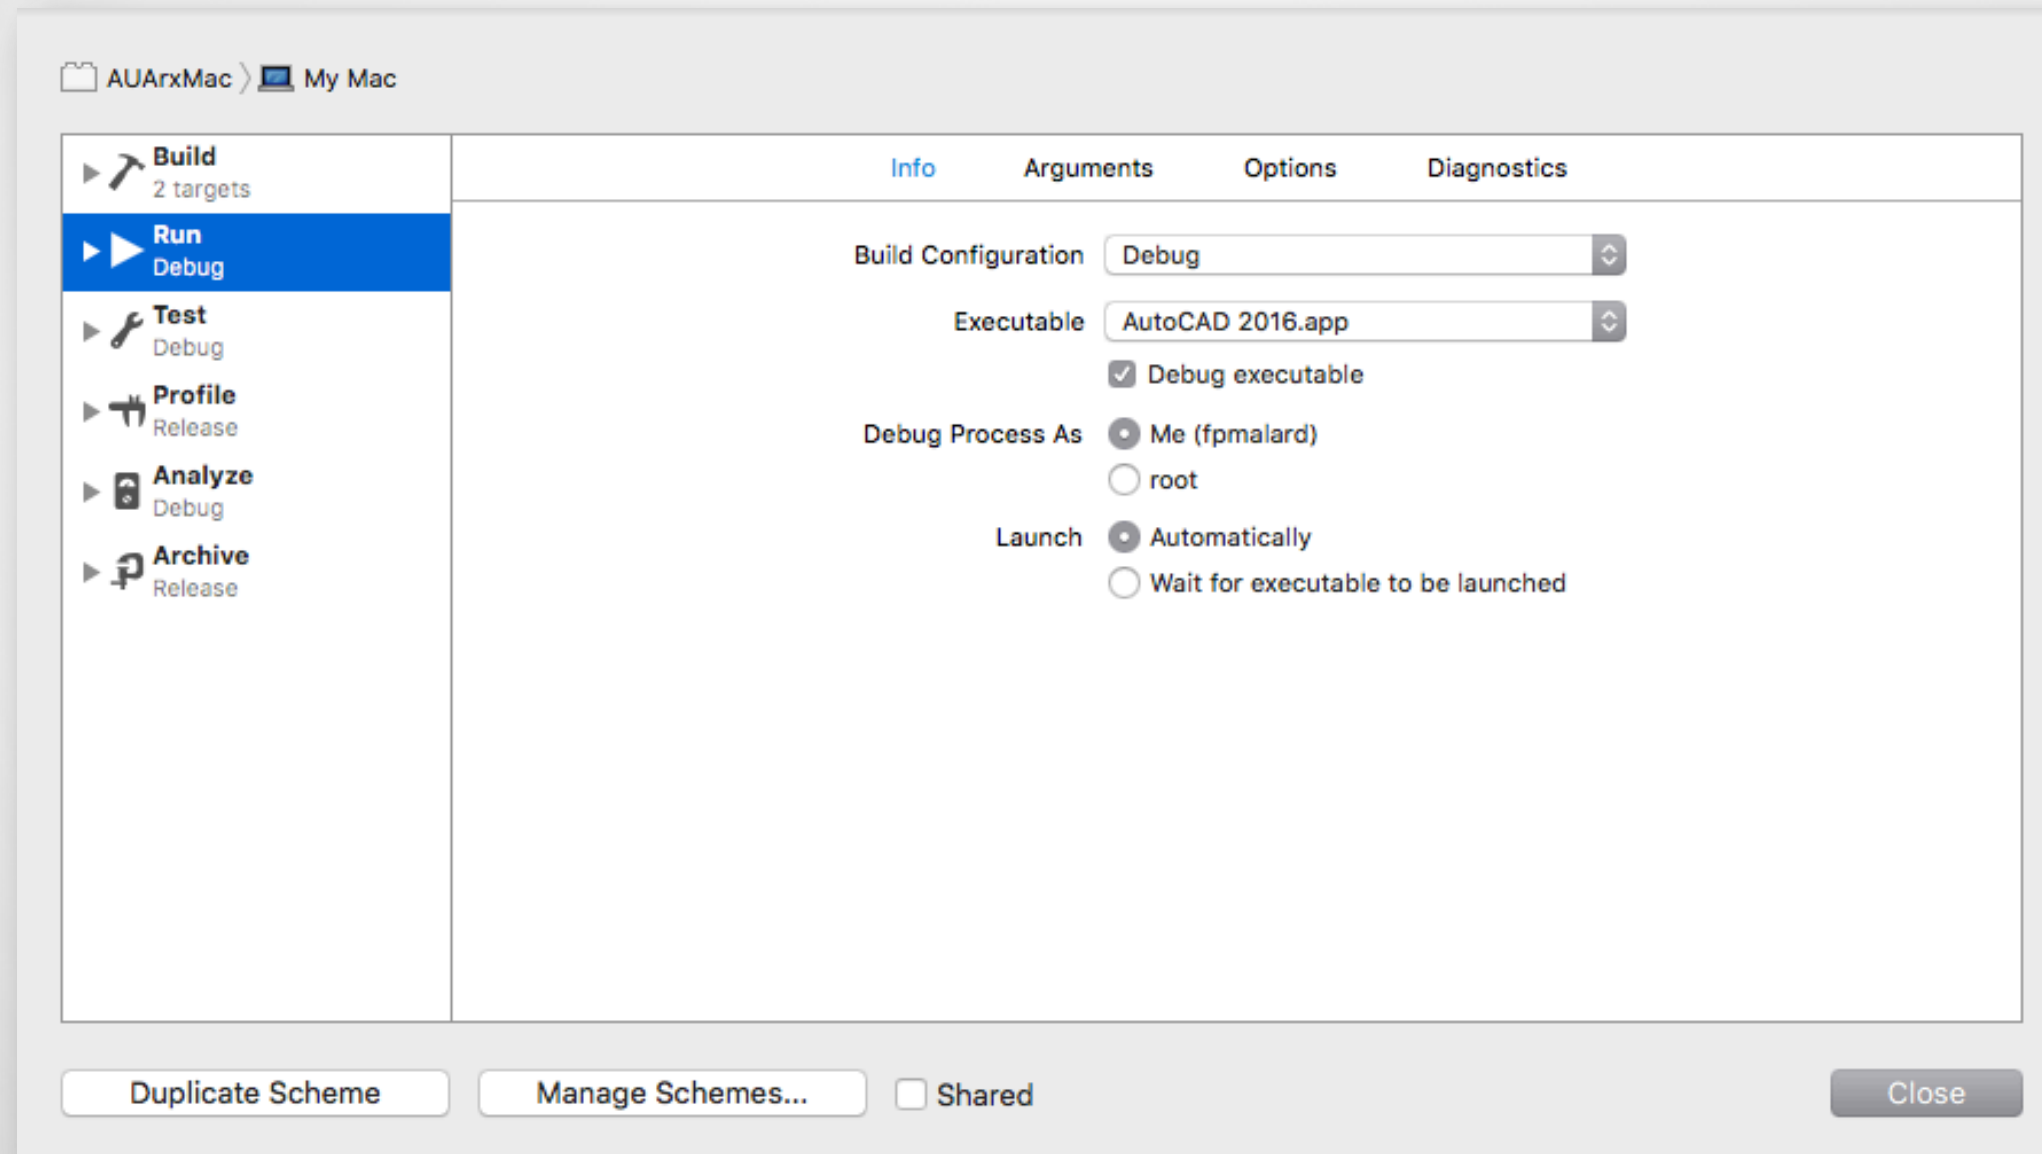 AUArxMac My Mac
Build
2 targets
Run
Debug
Test
Debug
Profile
Release
Analyze
Debug
Archive
Release
Info Arguments Options Diagnostics
Build Configuration Debug
Executable AutoCAD 2016.app
Debug executable
Debug Process As Me (fpmalard)
root
Launch Automatically
Wait for executable to be launched
Duplicate Scheme Manage Schemes... Shared Close